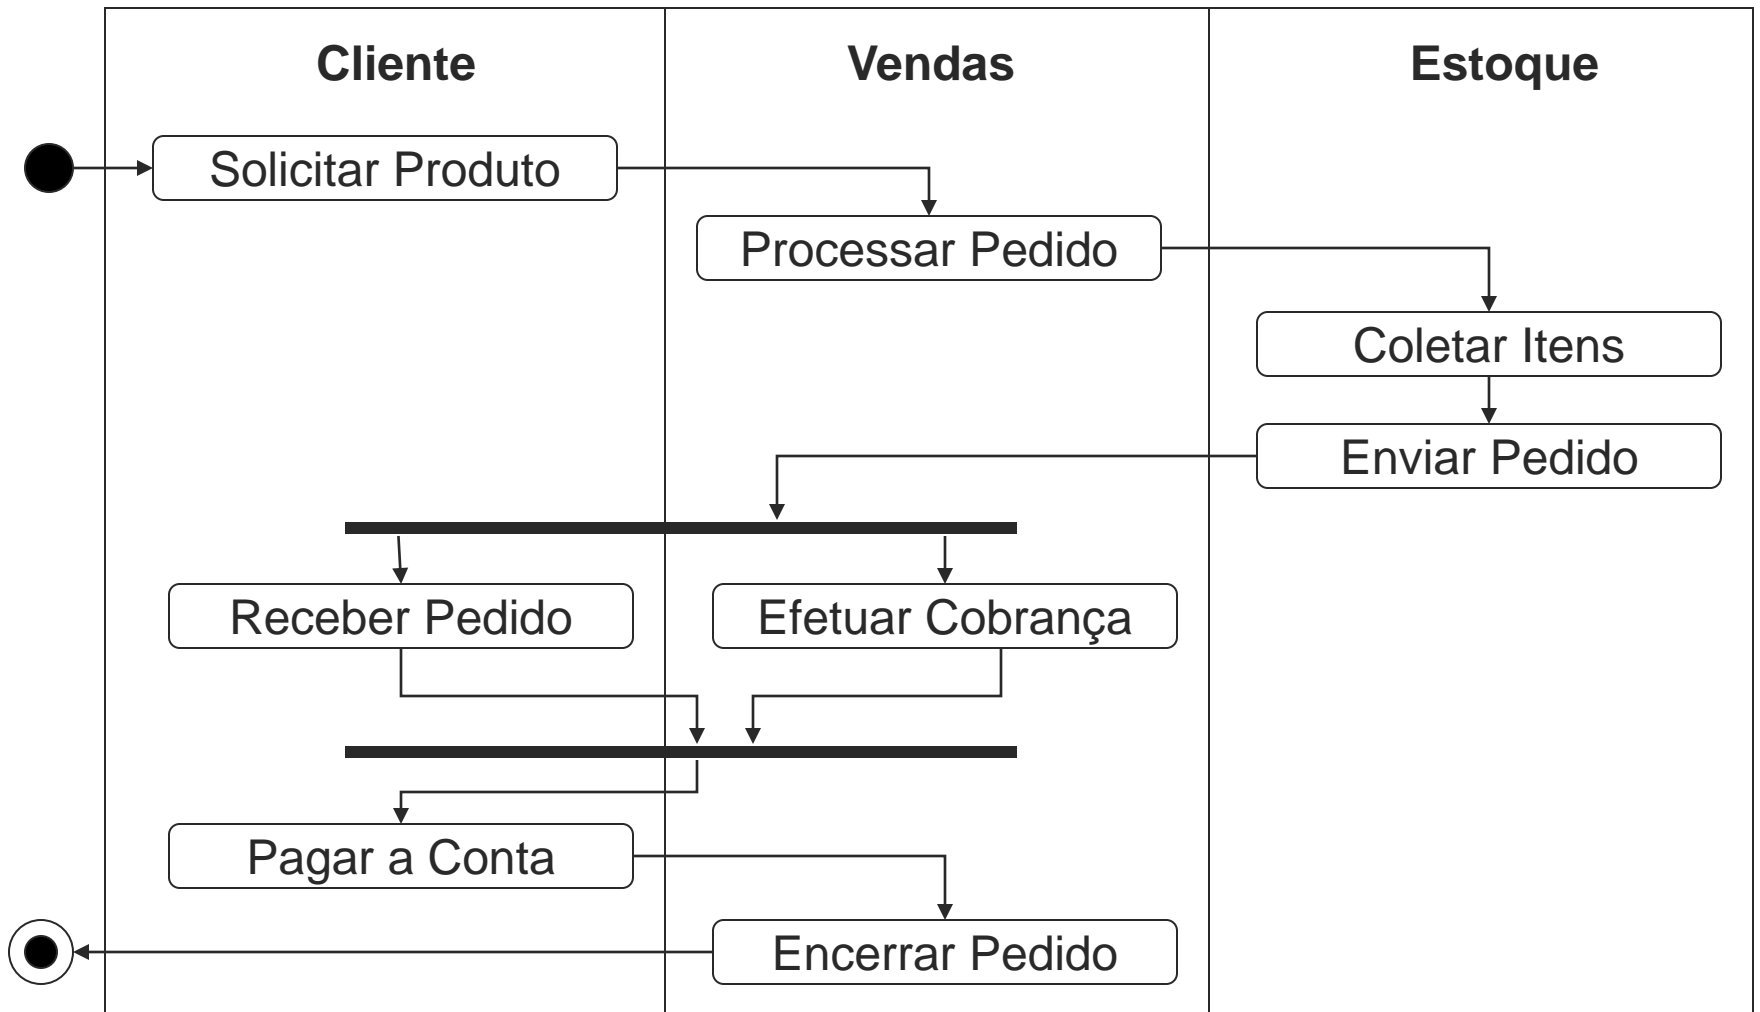 Cliente
Vendas
Estoque
Solicitar Produto
Processar Pedido
Coletar Itens
Enviar Pedido
Receber Pedido
Efetuar Cobrança
Pagar a Conta
Encerrar Pedido